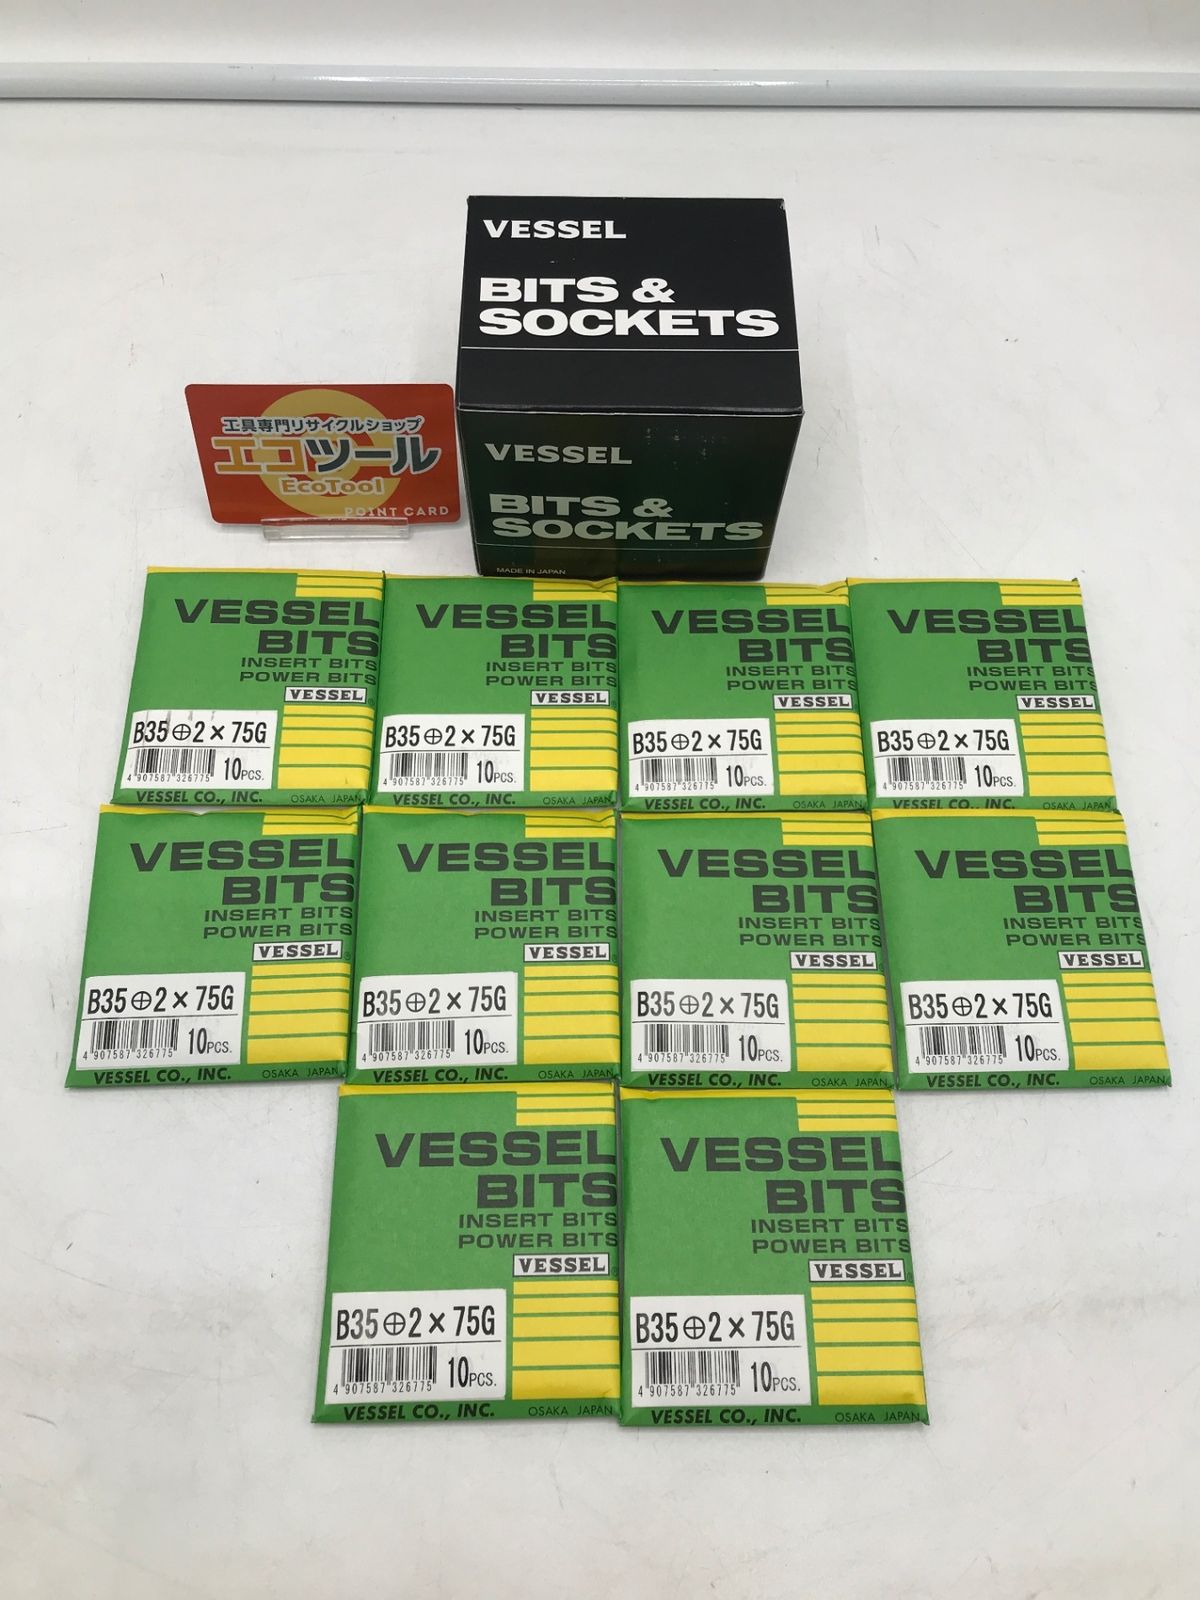 VESSEL
BITS &
SOCKETS
VESSEL
BITS &
SOCKETS
MADE IN JAPAN
工具専門リサイクルショップ
エコツール
EcoTool
POINT CARD
VESSEL
BITS
INSERT BITS
POWER BITS
VESSEL
B35⊕2×75G
4 907587 326775
10PCS.
VESSEL CO., INC. OSAKA JAPAN
VESSEL
BITS
INSERT BITS
POWER BITS
VESSEL
B35⊕2×75G
4 907587 326775
10PCS.
VESSEL CO., INC. OSAKA JAPAN
VESSEL
BITS
INSERT BITS
POWER BITS
VESSEL
B35⊕2×75G
4 907587 326775
10PCS.
VESSEL CO., INC. OSAKA JAPAN
VESSEL
BITS
INSERT BITS
POWER BITS
VESSEL
B35⊕2×75G
4 907587 326775
10PCS.
VESSEL CO., INC. OSAKA JAPAN
VESSEL
BITS
INSERT BITS
POWER BITS
VESSEL
B35⊕2×75G
4 907587 326775
10PCS.
VESSEL CO., INC. OSAKA JAPAN
VESSEL
BITS
INSERT BITS
POWER BITS
VESSEL
B35⊕2×75G
4 907587 326775
10PCS.
VESSEL CO., INC. OSAKA JAPAN
VESSEL
BITS
INSERT BITS
POWER BITS
VESSEL
B35⊕2×75G
4 907587 326775
10PCS.
VESSEL CO., INC. OSAKA JAPAN
VESSEL
BITS
INSERT BITS
POWER BITS
VESSEL
B35⊕2×75G
4 907587 326775
10PCS.
VESSEL CO., INC. OSAKA JAPAN
VESSEL
BITS
INSERT BITS
POWER BITS
VESSEL
B35⊕2×75G
4 907587 326775
10PCS.
VESSEL CO., INC. OSAKA JAPAN
VESSEL
BITS
INSERT BITS
POWER BITS
VESSEL
B35⊕2×75G
4 907587 326775
10PCS.
VESSEL CO., INC. OSAKA JAPAN